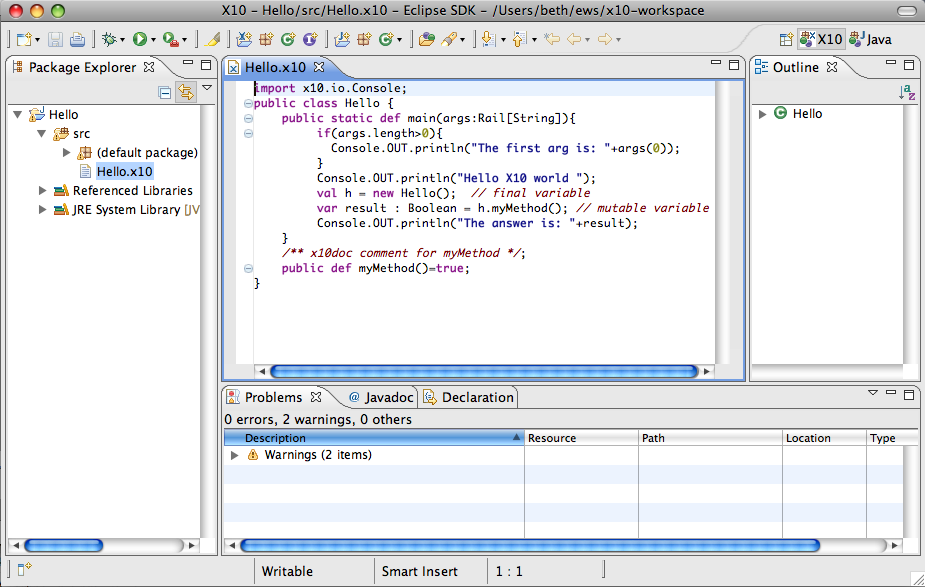 X10 - Hello/src/Hello.x10 - Eclipse SDK - /Users/beth/ews/x10-workspace
X10 Java
Package Explorer
Hello
src
(default package)
Hello.x10
Referenced Libraries
JRE System Library [JV
Hello.x10
import x10.io.Console;
public class Hello {
public static def main(args:Rail[String]){
if(args.length>0){
Console.OUT.println("The first arg is: "+args(0));
}
Console.OUT.println("Hello X10 world ");
val h = new Hello();  // final variable
var result : Boolean = h.myMethod(); // mutable variable
Console.OUT.println("The answer is: "+result);
}
/** x10doc comment for myMethod */;
public def myMethod()=true;
}
Outline
Hello
Problems @ Javadoc Declaration
0 errors, 2 warnings, 0 others
Description Resource Path Location Type
Warnings (2 items)
Writable Smart Insert 1 : 1